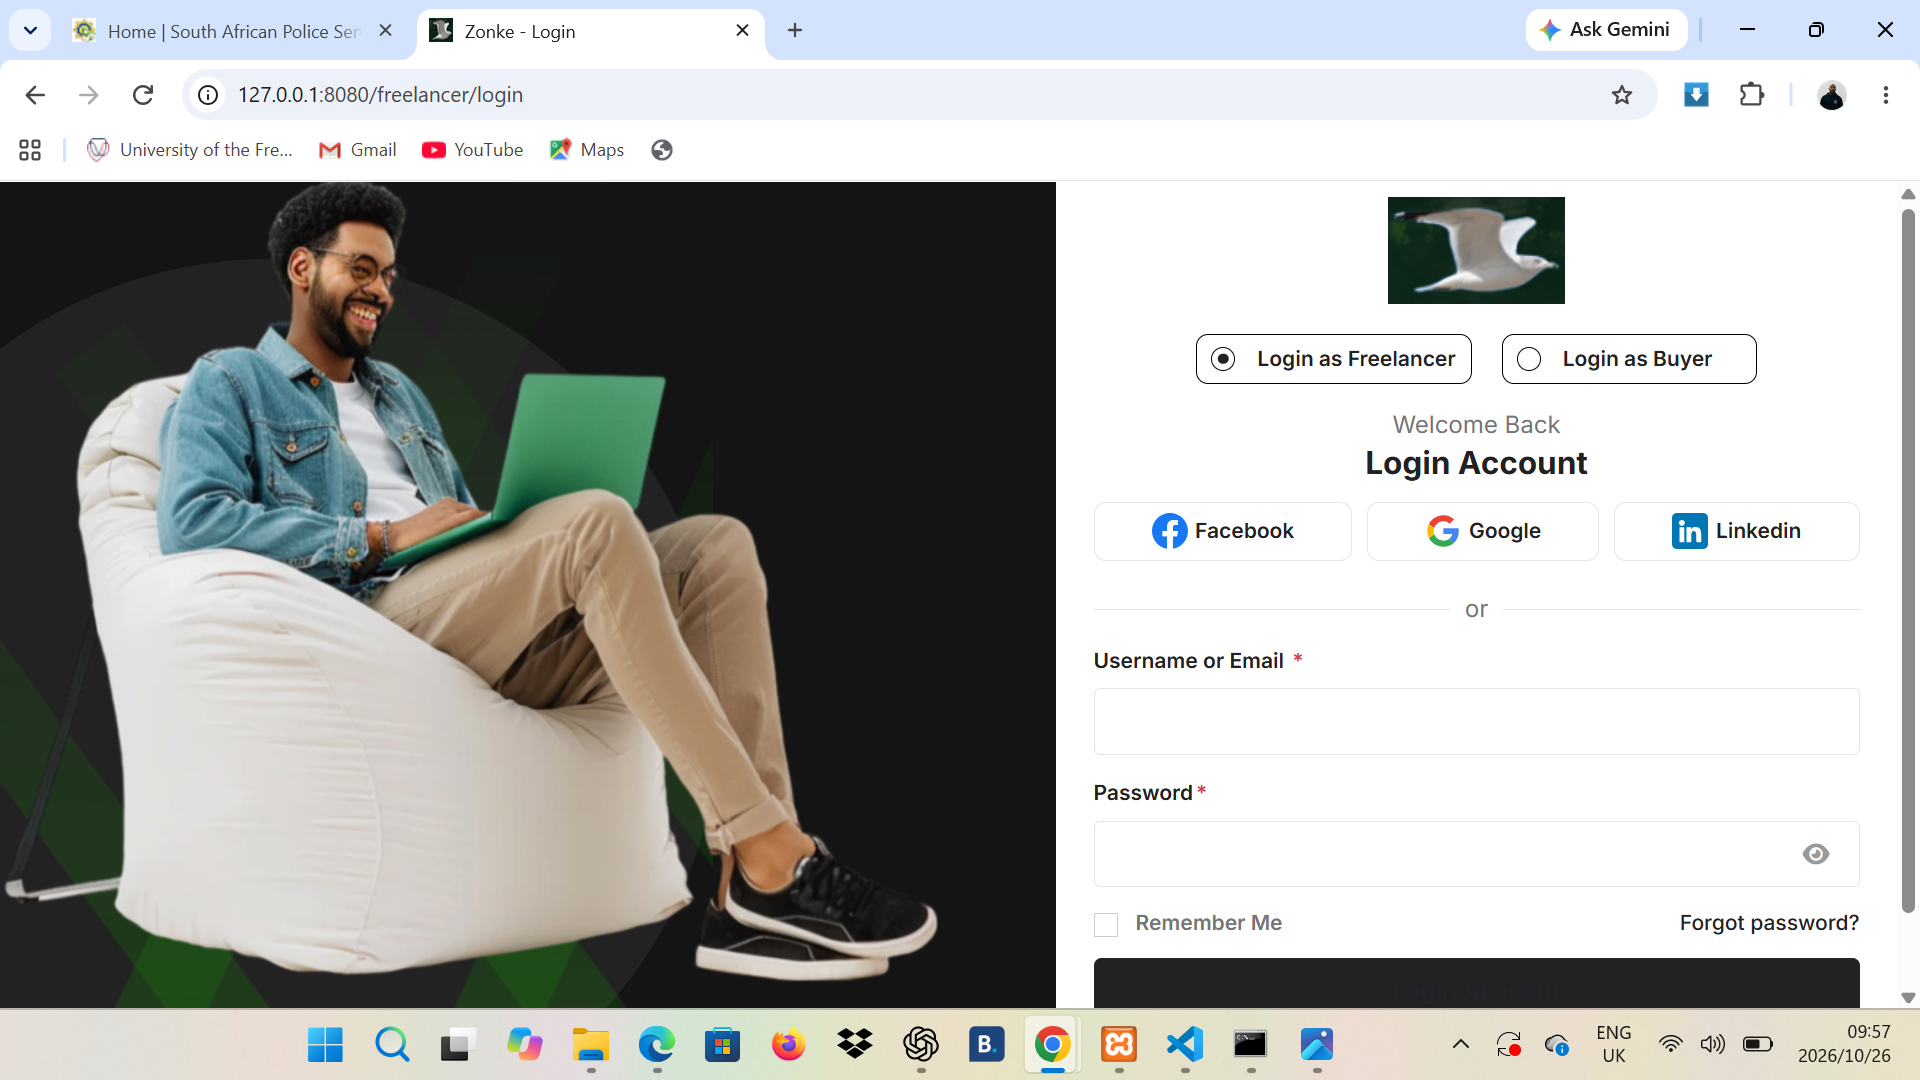 Home | South African Police Ser
Zonke - Login
Ask Gemini
127.0.0.1:8080/freelancer/login
University of the Fre...
Gmail
YouTube
Maps
Login as Freelancer
Login as Buyer
Welcome Back
Login Account
Facebook
Google
Linkedin
or
Username or Email *
Password *
Remember Me
Forgot password?
B.
ENG
UK
09:57
2026/10/26